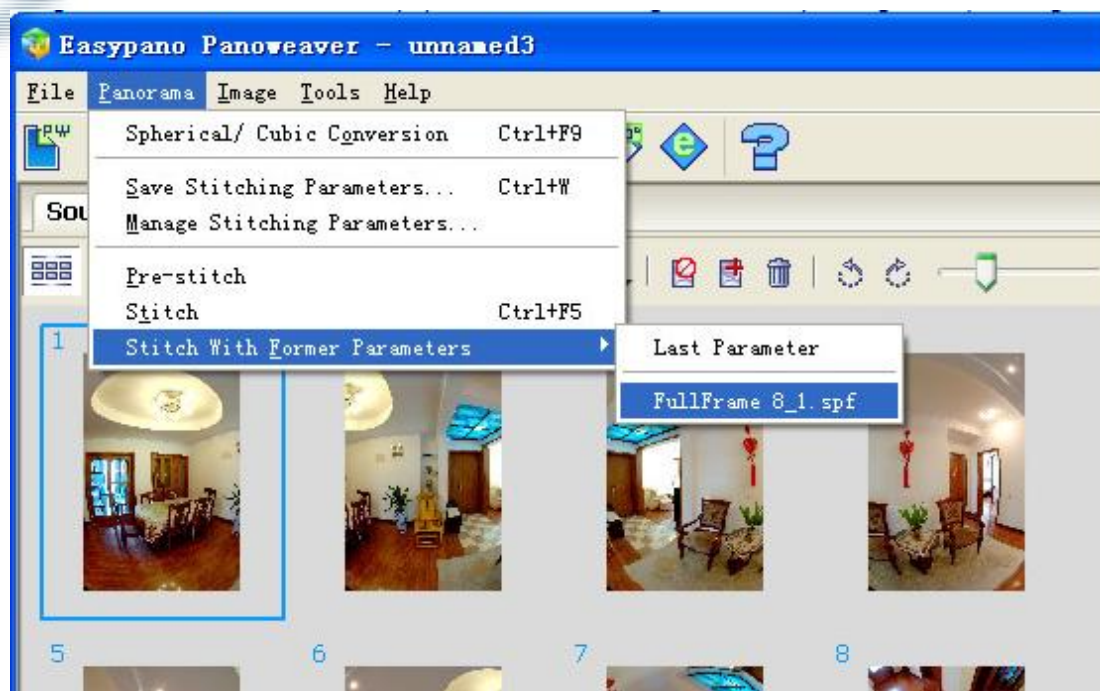 Easypano Panoweaver - unnamed3
File Panorama Image Tools Help
Spherical/ Cubic Conversion Ctrl+F9
Save Stitching Parameters... Ctrl+W
Manage Stitching Parameters...
Pre-stitch
Stitch Ctrl+F5
Stitch With Former Parameters
Last Parameter
FullFrame 8_1.spf
PW
Sou
1
5 6 7 8